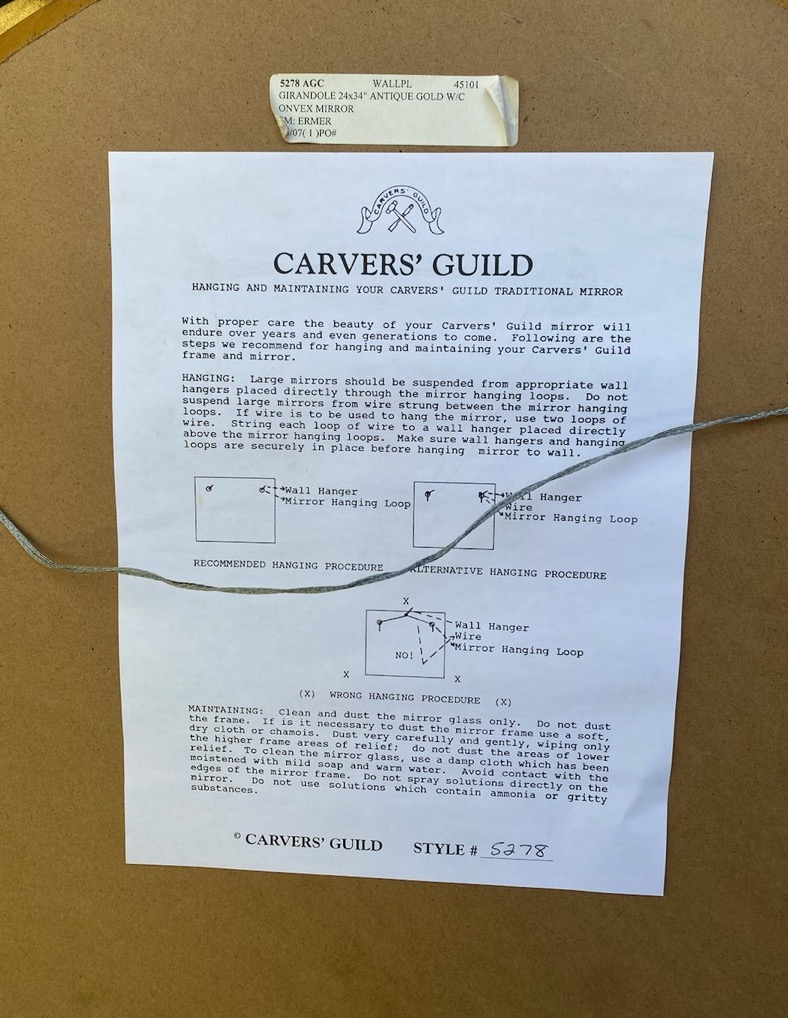 5278 AGC WALLPL 45101
GIRANDOLE 24x34" ANTIQUE GOLD W/C
ONVEX MIRROR
M: ERMER
/07( 1 )PO#
CARVERS' GUILD
CARVERS' GUILD
HANGING AND MAINTAINING YOUR CARVERS' GUILD TRADITIONAL MIRROR
With proper care the beauty of your Carvers' Guild mirror will
endure over years and even generations to come. Following are the
steps we recommend for hanging and maintaining your Carvers' Guild
frame and mirror.
HANGING: Large mirrors should be suspended from appropriate wall
hangers placed directly through the mirror hanging loops. Do not
suspend large mirrors from wire strung between the mirror hanging
loops. If wire is to be used to hang the mirror, use two loops of
wire. String each loop of wire to a wall hanger placed directly
above the mirror hanging loops. Make sure wall hangers and hanging
loops are securely in place before hanging mirror to wall.
Wall Hanger
Mirror Hanging Loop
Wall Hanger
Wire
Mirror Hanging Loop
RECOMMENDED HANGING PROCEDURE
ALTERNATIVE HANGING PROCEDURE
X
Wall Hanger
Wire
Mirror Hanging Loop
NO!
X X
(X) WRONG HANGING PROCEDURE (X)
MAINTAINING: Clean and dust the mirror glass only. Do not dust
the frame. If is it necessary to dust the mirror frame use a soft,
dry cloth or chamois. Dust very carefully and gently, wiping only
the higher frame areas of relief; do not dust the areas of lower
relief. To clean the mirror glass, use a damp cloth which has been
moistened with mild soap and warm water. Avoid contact with the
edges of the mirror frame. Do not spray solutions directly on the
mirror. Do not use solutions which contain ammonia or gritty
substances.
© CARVERS' GUILD STYLE # 5278